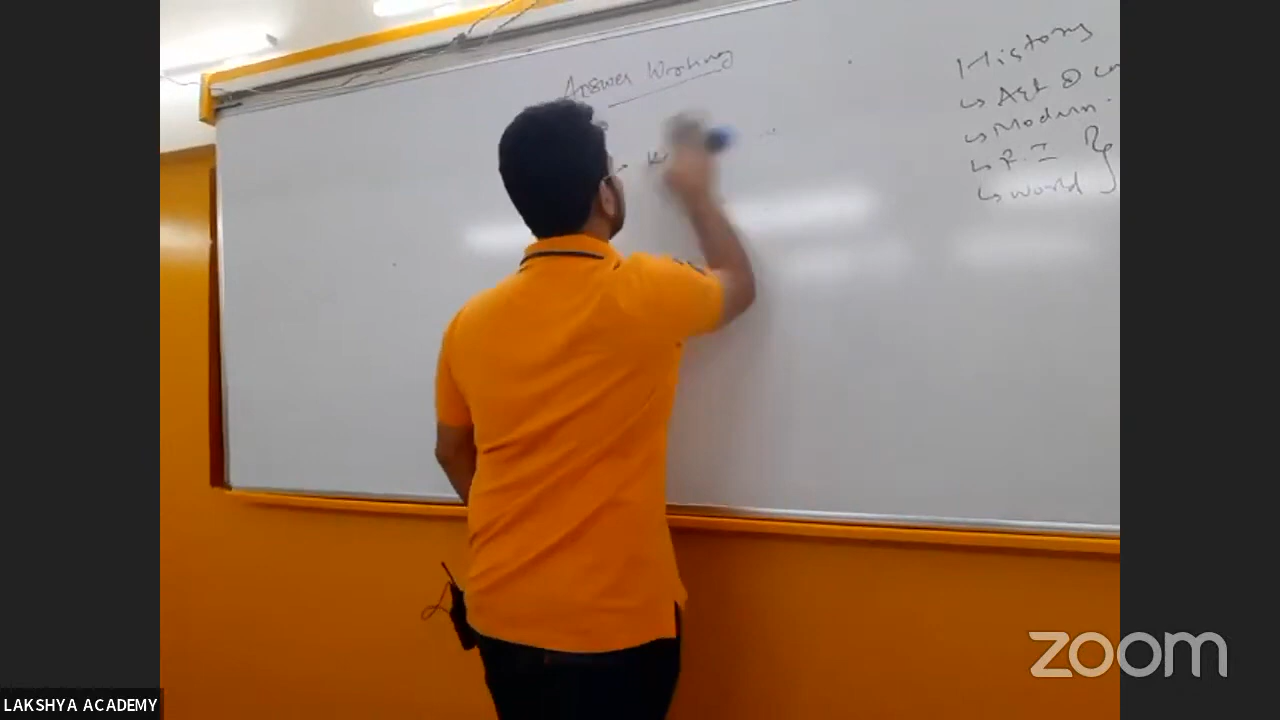 Answer Writing
History
↳ Art &
↳ Modern.
↳ P. I
↳ World
zoom
LAKSHYA ACADEMY